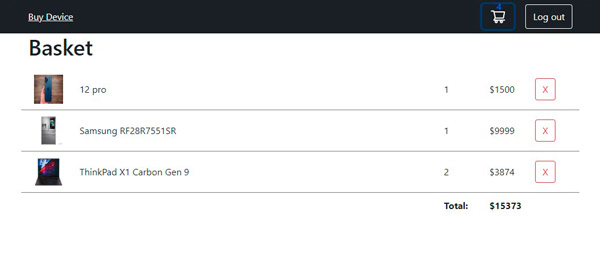 Buy Device
4
Log out
Basket
12 pro 1 $1500 X
Samsung RF28R7551SR 1 $9999 X
ThinkPad X1 Carbon Gen 9 2 $3874 X
Total: $15373